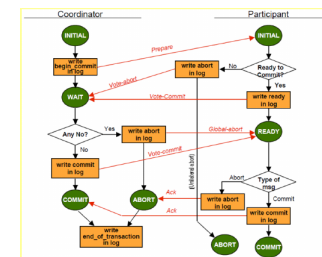 Coordinator
Participant
INITIAL
INITIAL
Prepare
write
begin_commit
in log
write abort
in log
No
Ready to
Commit?
Vote-abort
Yes
WAIT
Vote-Commit
write ready
in log
Any No?
Yes
write abort
in log
Global-abort
READY
No
Vote-commit
write commit
in log
(Unilateral abort)
Type of
msg
Abort
Commit
Ack
write abort
in log
COMMIT
ABORT
Ack
write commit
in log
write
end_of_transaction
in log
ABORT
COMMIT